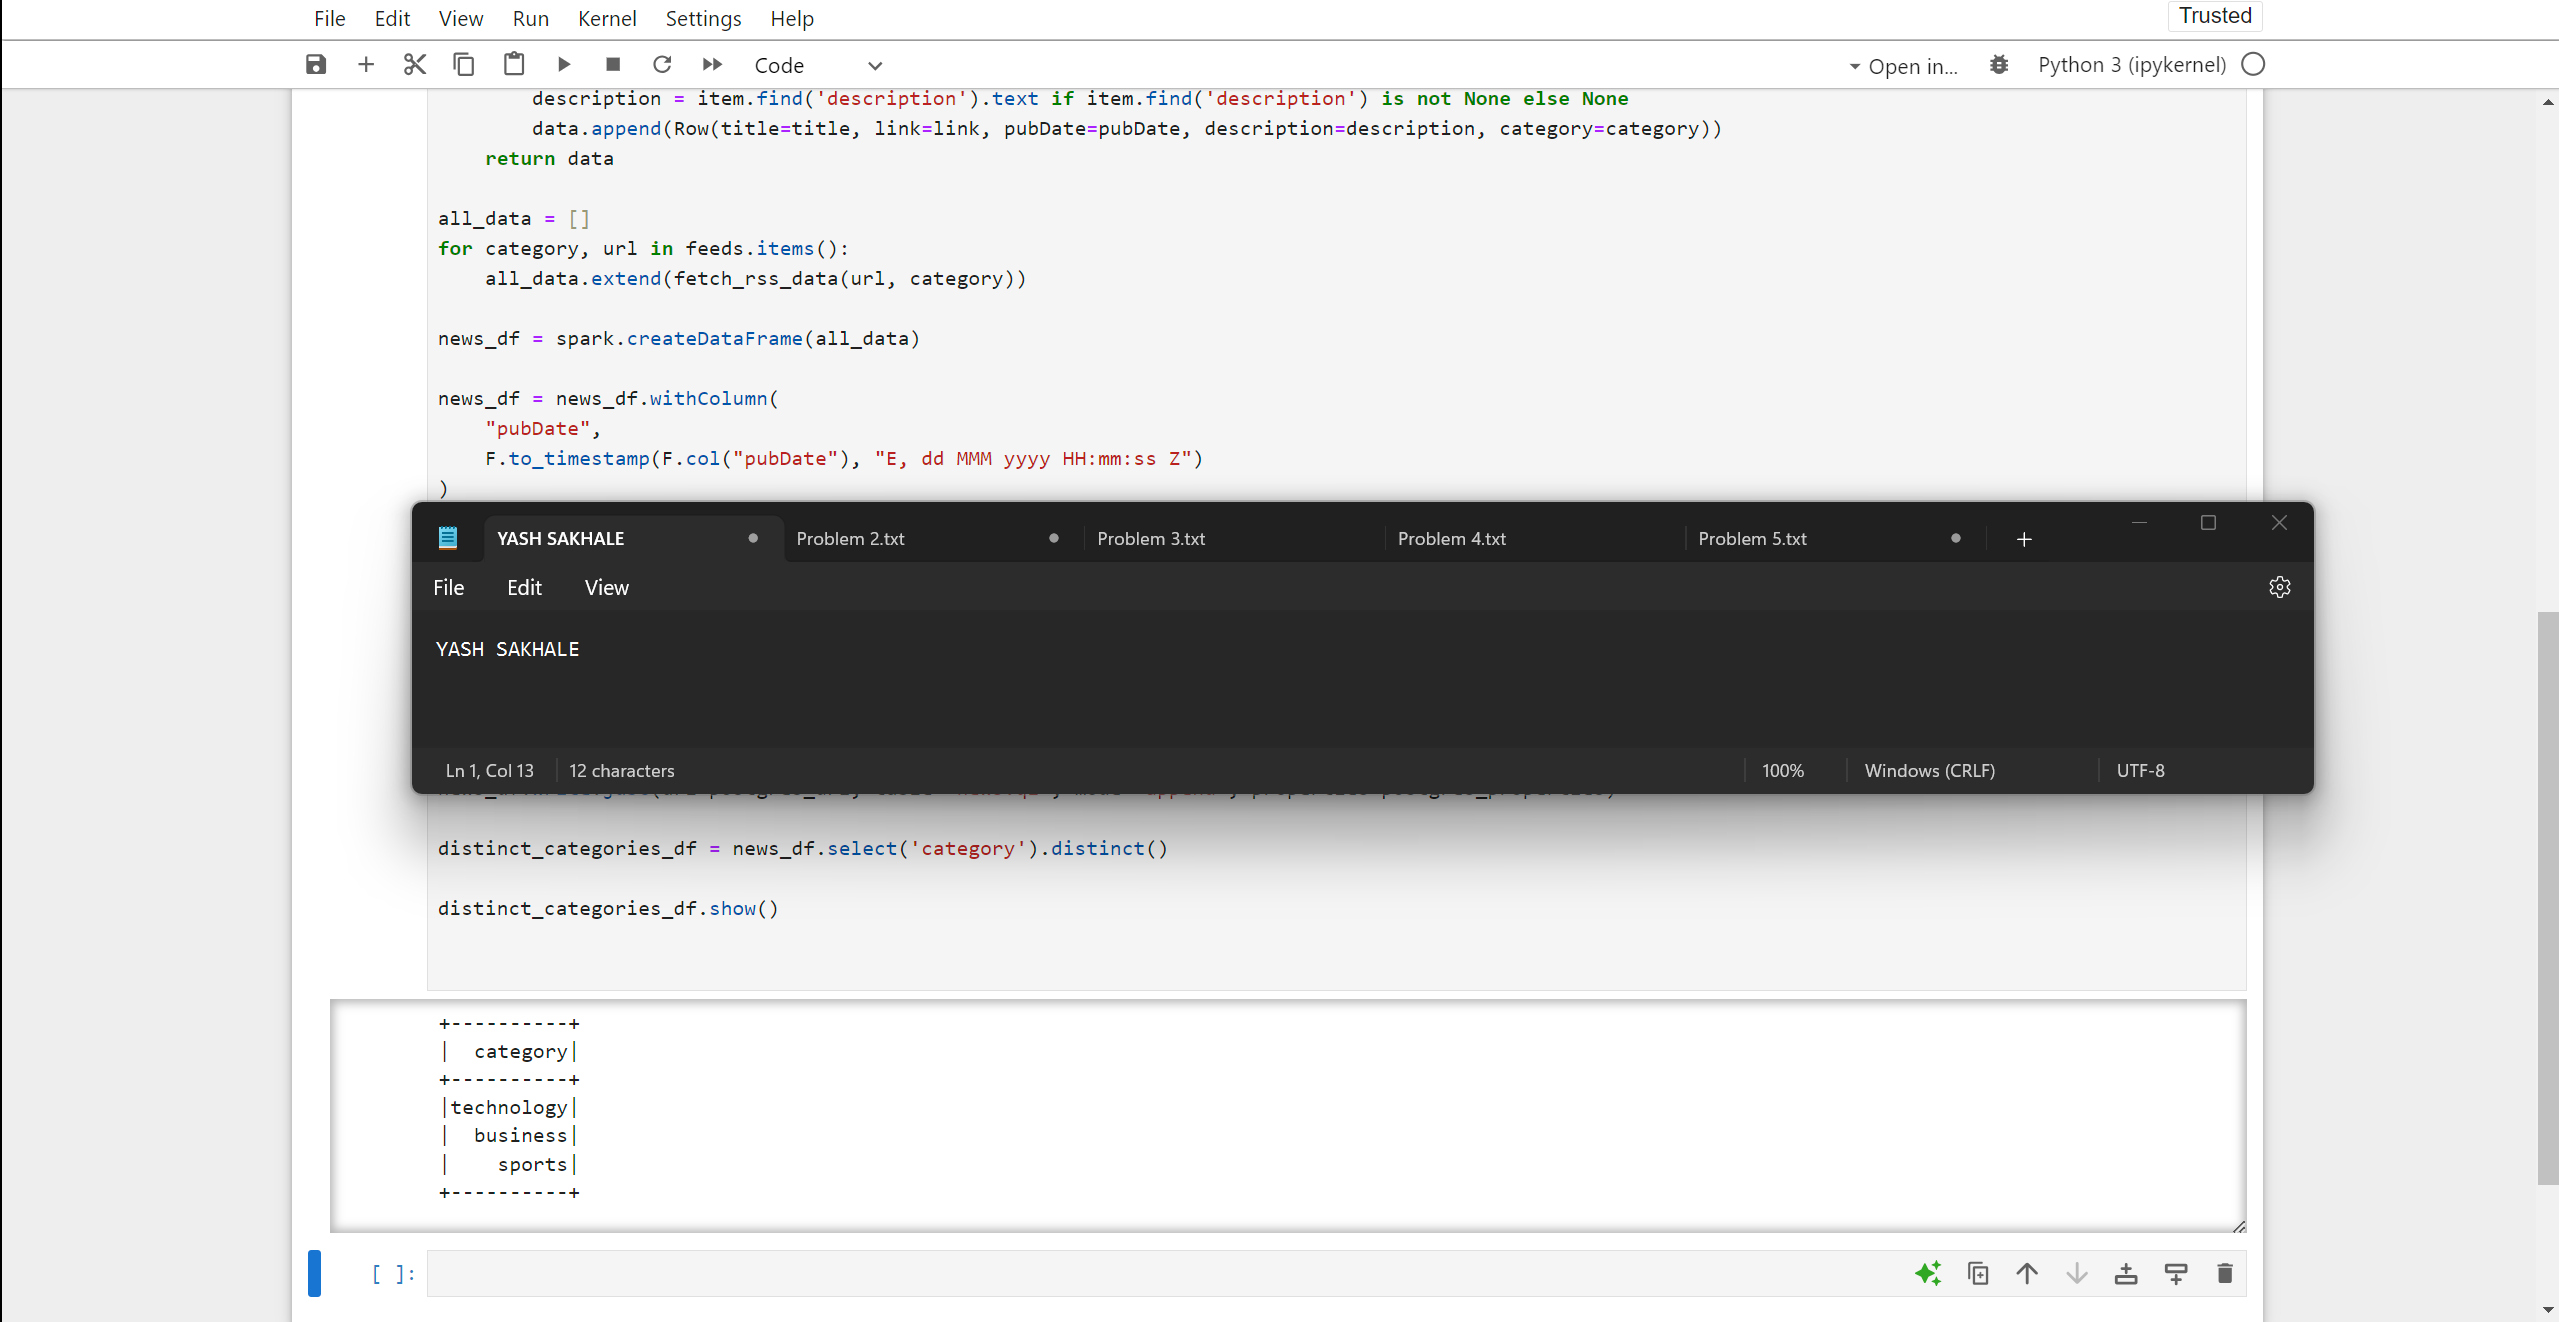 File Edit View Run Kernel Settings Help
Trusted
Code
Open in...
Python 3 (ipykernel)
description = item.find('description').text if item.find('description') is not None else None
data.append(Row(title=title, link=link, pubDate=pubDate, description=description, category=category))
return data
all_data = []
for category, url in feeds.items():
all_data.extend(fetch_rss_data(url, category))
news_df = spark.createDataFrame(all_data)
news_df = news_df.withColumn(
"pubDate",
F.to_timestamp(F.col("pubDate"), "E, dd MMM yyyy HH:mm:ss Z")
)
YASH SAKHALE
Problem 2.txt
Problem 3.txt
Problem 4.txt
Problem 5.txt
File Edit View
YASH SAKHALE
Ln 1, Col 13
12 characters
100%
Windows (CRLF)
UTF-8
distinct_categories_df = news_df.select('category').distinct()
distinct_categories_df.show()
+----------+
|  category|
+----------+
|technology|
|  business|
|    sports|
+----------+
[ ]: